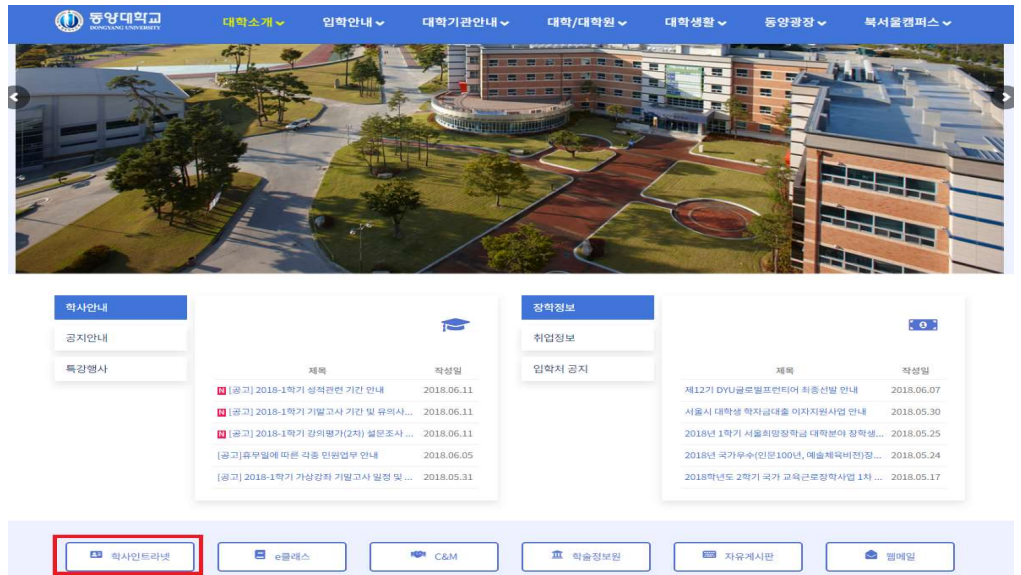 동양대학교
DONGYANG UNIVERSITY
대학소개 입학안내 대학기관안내 대학/대학원 대학생활 동양광장 북서울캠퍼스
학사안내
공지안내
특강행사
제목 작성일
N [공고] 2018-1학기 성적관련 기간 안내 2018.06.11
N [공고] 2018-1학기 기말고사 기간 및 유의사... 2018.06.11
N [공고] 2018-1학기 강의평가(2차) 설문조사 ... 2018.06.11
[공고]휴무일에 따른 각종 민원업무 안내 2018.06.05
[공고] 2018-1학기 가상강좌 기말고사 일정 및 ... 2018.05.31
장학정보
취업정보
입학처 공지
제목 작성일
제12기 DYU글로벌프런티어 최종선발 안내 2018.06.07
서울시 대학생 학자금대출 이자지원사업 안내 2018.05.30
2018년 1학기 서울희망장학금 대학분야 장학생... 2018.05.25
2018년 국가우수(인문100년, 예술체육비전)장... 2018.05.24
2018학년도 2학기 국가 교육근로장학사업 1차 ... 2018.05.17
학사인트라넷 e클래스 C&M 학술정보원 자유게시판 웹메일